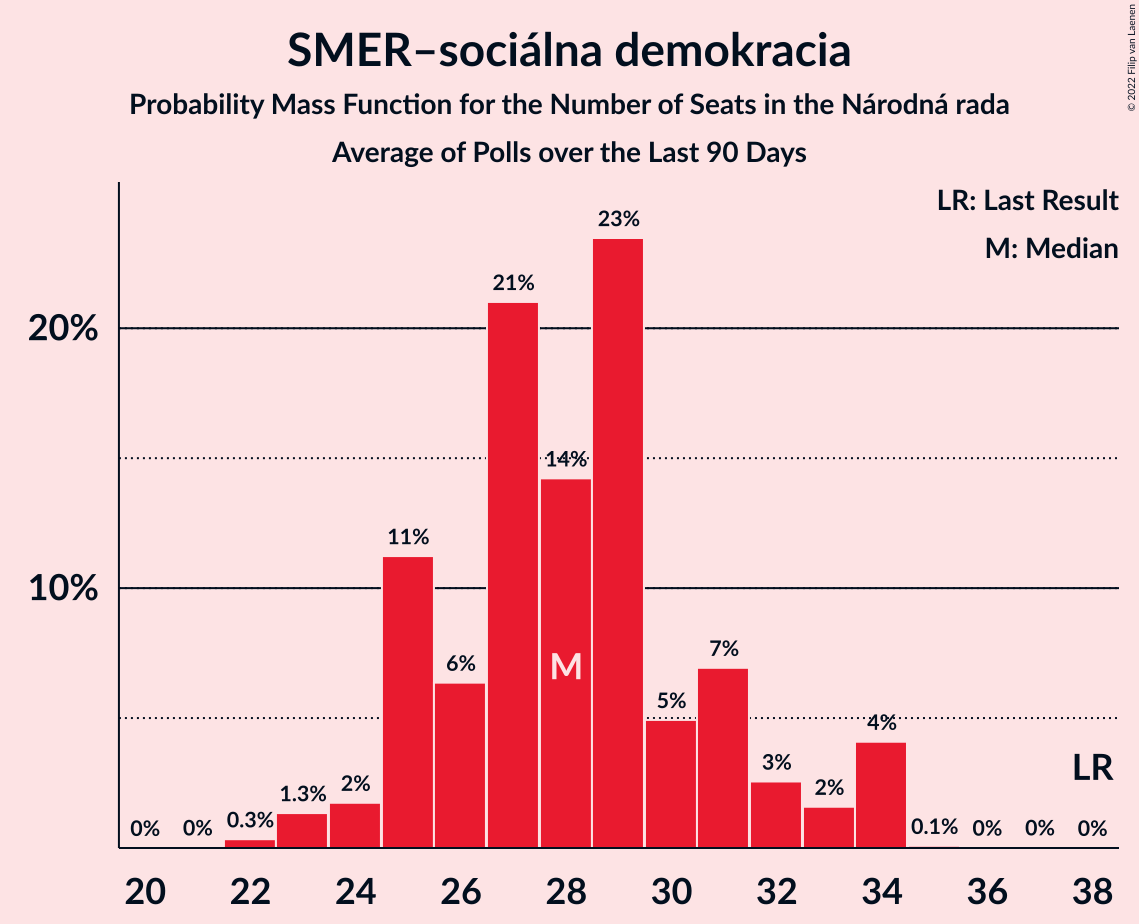 SMER–sociálna demokracia
Probability Mass Function for the Number of Seats in the Národná rada
Average of Polls over the Last 90 Days
© 2022 Filip van Laenen
LR: Last Result
M: Median
20%
10%
0%
0%
0.3%
1.3%
2%
11%
6%
21%
14%
23%
5%
7%
3%
2%
4%
0.1%
0%
0%
0%
M
LR
20 22 24 26 28 30 32 34 36 38